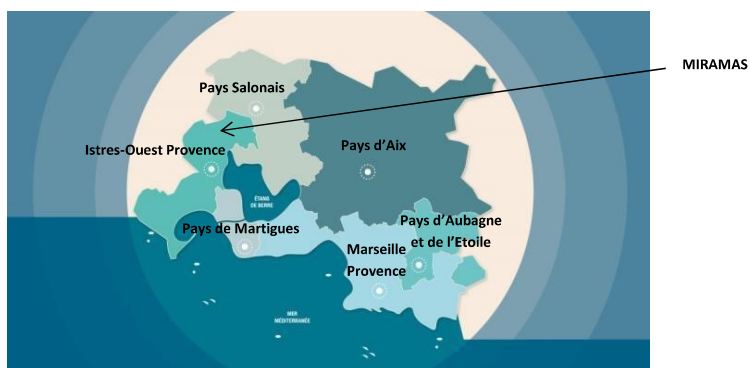 MIRAMAS
Pays Salonais
Istres-Ouest Provence
Pays d’Aix
ÉTANG
DE BERRE
Pays de Martigues
Pays d’Aubagne
et de l’Etoile
Marseille
Provence
MER
MÉDITERRANÉE